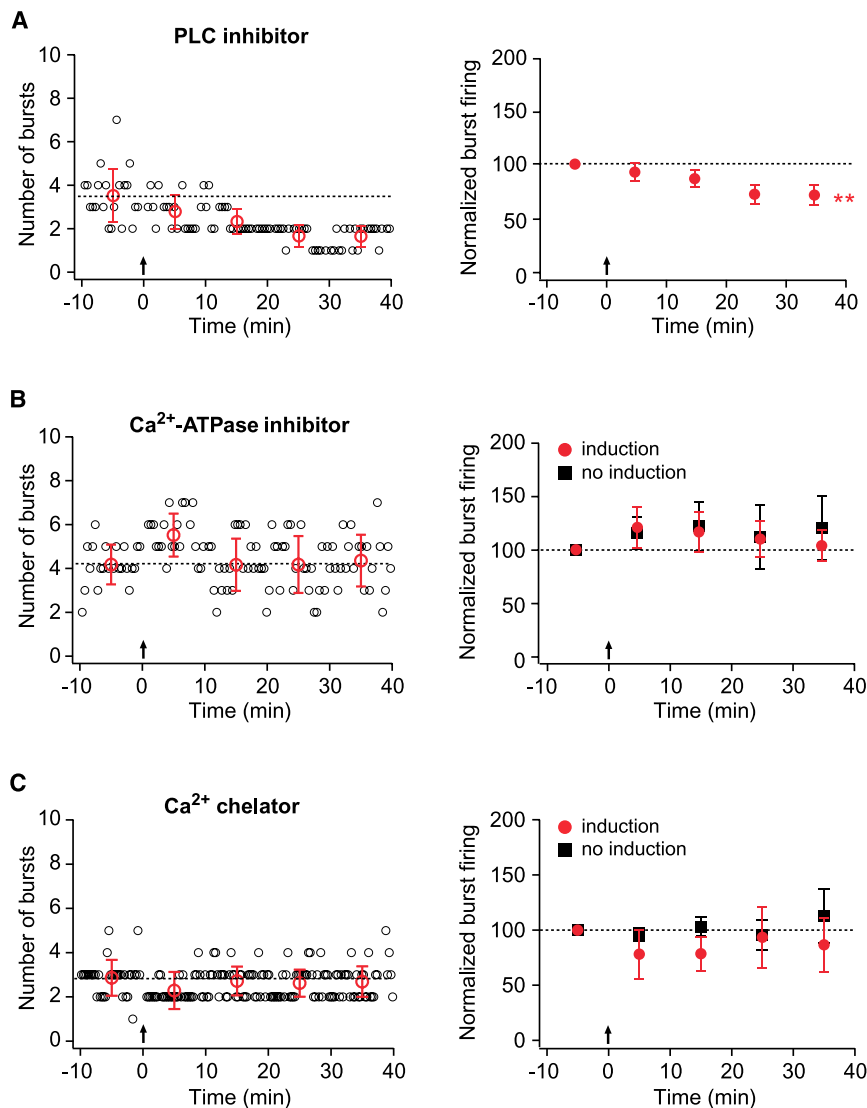 A
PLC inhibitor
Number of bursts
10
8
6
4
2
0
-10 0 10 20 30 40
Time (min)
Normalized burst firing
200
150
100
50
0
**
-10 0 10 20 30 40
Time (min)
B
Ca²⁺-ATPase inhibitor
Number of bursts
10
8
6
4
2
0
-10 0 10 20 30 40
Time (min)
Normalized burst firing
200
150
100
50
0
induction
no induction
-10 0 10 20 30 40
Time (min)
C
Ca²⁺ chelator
Number of bursts
10
8
6
4
2
0
-10 0 10 20 30 40
Time (min)
Normalized burst firing
200
150
100
50
0
induction
no induction
-10 0 10 20 30 40
Time (min)